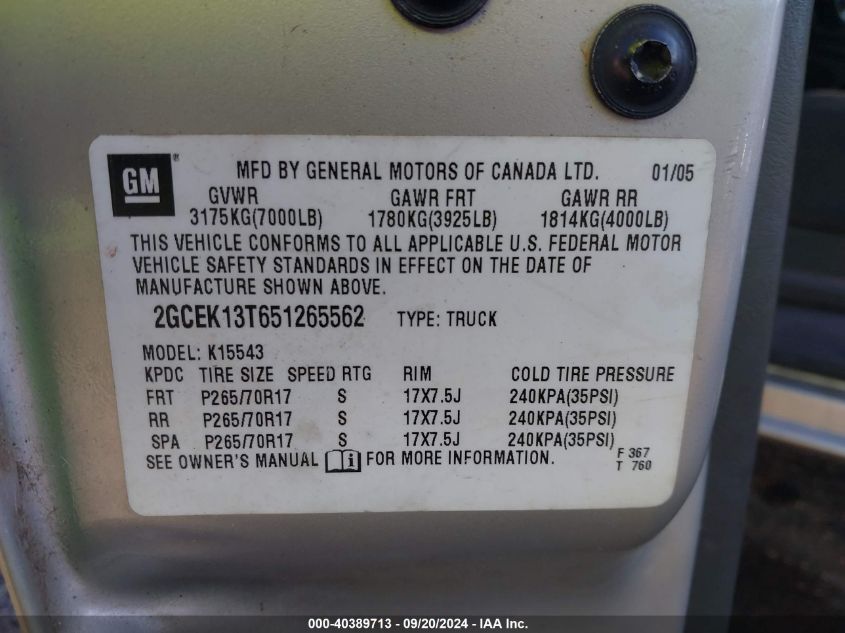 GM® MFD BY GENERAL MOTORS OF CANADA LTD. 01/05
GVWR GAWR FRT GAWR RR
3175KG(7000LB) 1780KG(3925LB) 1814KG(4000LB)
THIS VEHICLE CONFORMS TO ALL APPLICABLE U.S. FEDERAL MOTOR
VEHICLE SAFETY STANDARDS IN EFFECT ON THE DATE OF
MANUFACTURE SHOWN ABOVE.
2GCEK13T651265562 TYPE: TRUCK
MODEL: K15543
KPDC TIRE SIZE SPEED RTG RIM COLD TIRE PRESSURE
FRT P265/70R17 S 17X7.5J 240KPA(35PSI)
RR P265/70R17 S 17X7.5J 240KPA(35PSI)
SPA P265/70R17 S 17X7.5J 240KPA(35PSI)
SEE OWNER'S MANUAL i FOR MORE INFORMATION. F 367
T 760
000-40389713 - 09/20/2024 - IAA Inc.